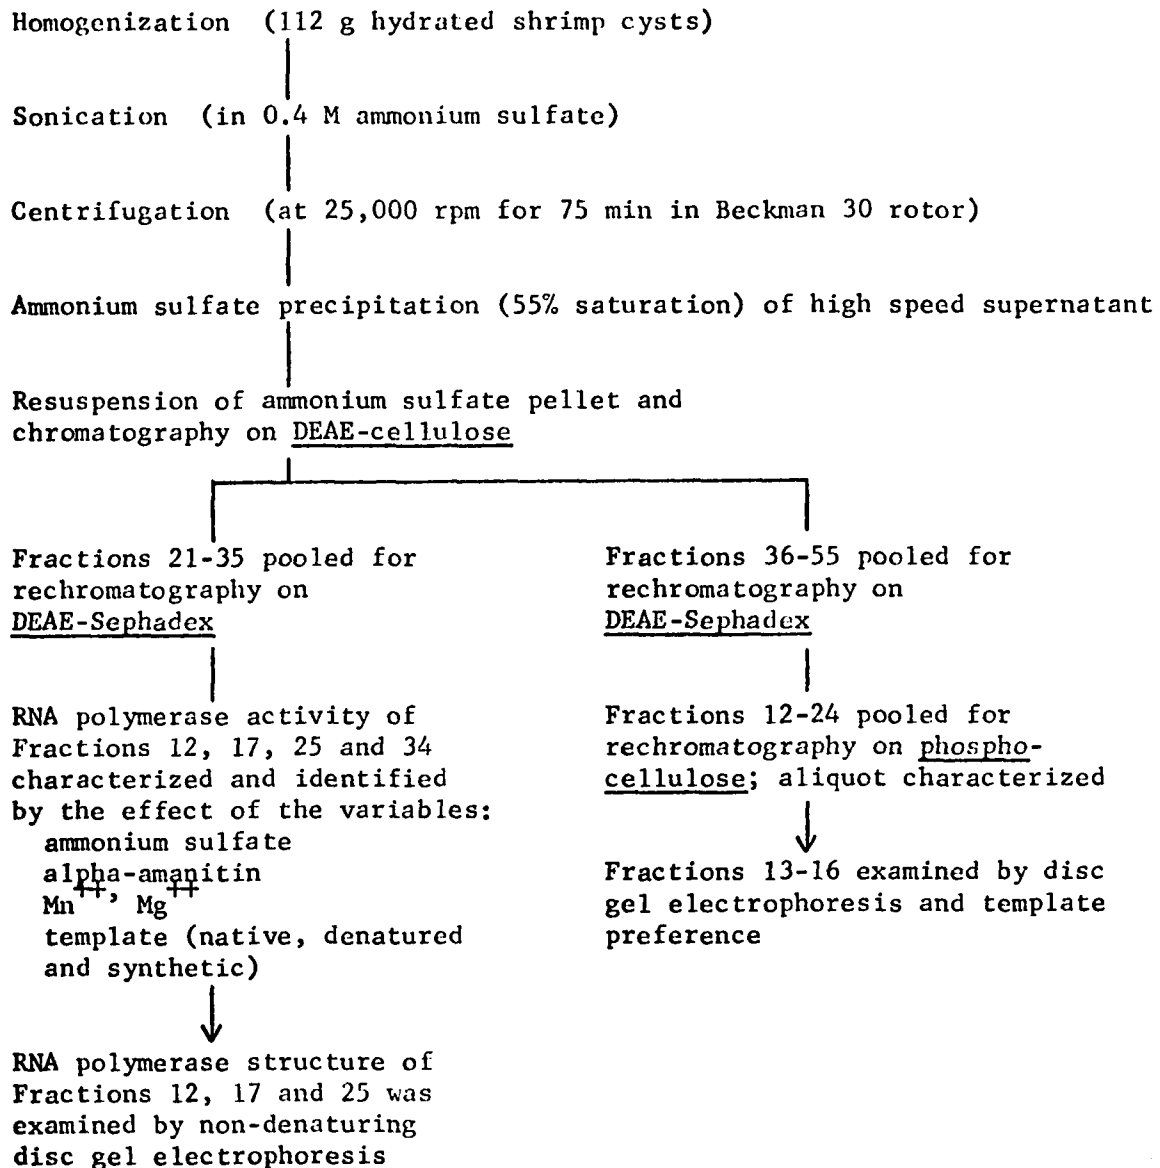 Homogenization (112 g hydrated shrimp cysts)
Sonication (in 0.4 M ammonium sulfate)
Centrifugation (at 25,000 rpm for 75 min in Beckman 30 rotor)
Ammonium sulfate precipitation (55% saturation) of high speed supernatant
Resuspension of ammonium sulfate pellet and
chromatography on DEAE-cellulose
Fractions 21-35 pooled for
rechromatography on
DEAE-Sephadex
RNA polymerase activity of
Fractions 12, 17, 25 and 34
characterized and identified
by the effect of the variables:
ammonium sulfate
alpha-amanitin
Mn++, Mg++
template (native, denatured
and synthetic)
RNA polymerase structure of
Fractions 12, 17 and 25 was
examined by non-denaturing
disc gel electrophoresis
Fractions 36-55 pooled for
rechromatography on
DEAE-Sephadex
Fractions 12-24 pooled for
rechromatography on phospho-
cellulose; aliquot characterized
Fractions 13-16 examined by disc
gel electrophoresis and template
preference